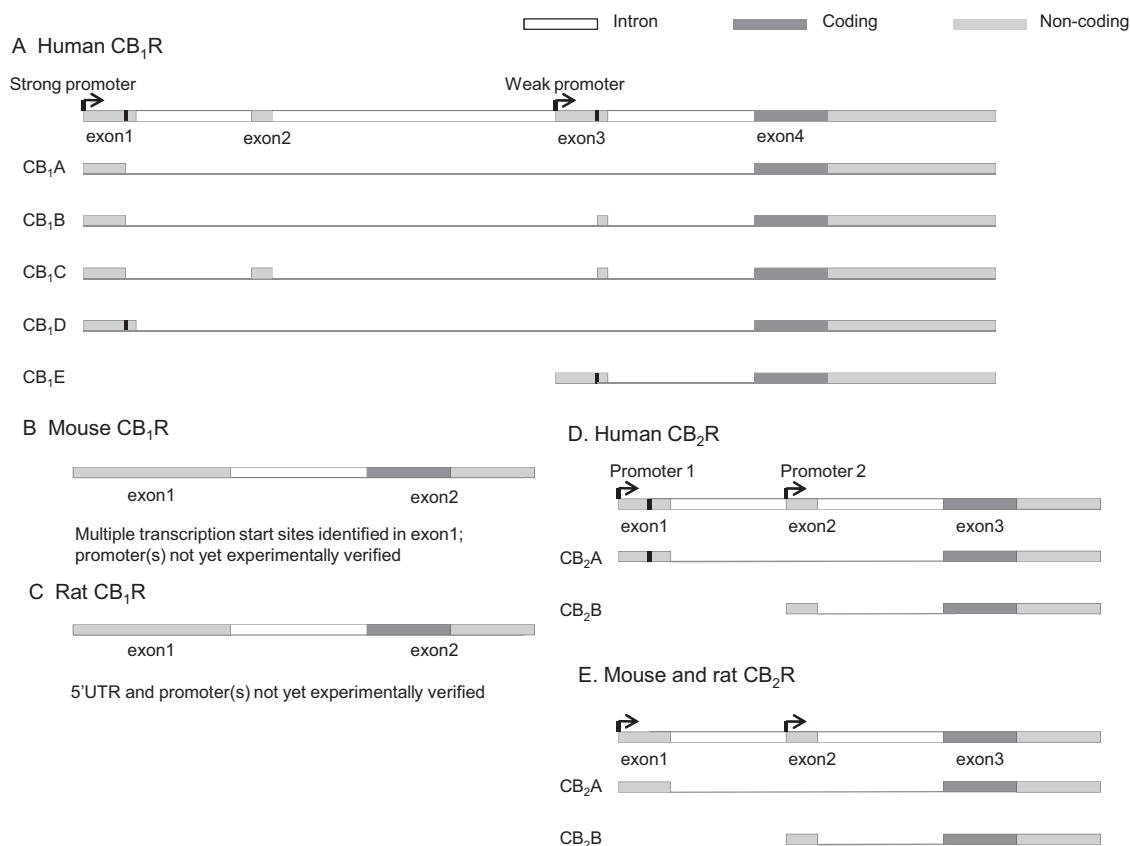 Intron Coding Non-coding
A Human CB₁R
Strong promoter Weak promoter
exon1 exon2 exon3 exon4
CB₁A
CB₁B
CB₁C
CB₁D
CB₁E
B Mouse CB₁R
exon1 exon2
Multiple transcription start sites identified in exon1;
promoter(s) not yet experimentally verified
C Rat CB₁R
exon1 exon2
5'UTR and promoter(s) not yet experimentally verified
D. Human CB₂R
Promoter 1 Promoter 2
exon1 exon2 exon3
CB₂A
CB₂B
E. Mouse and rat CB₂R
exon1 exon2 exon3
CB₂A
CB₂B